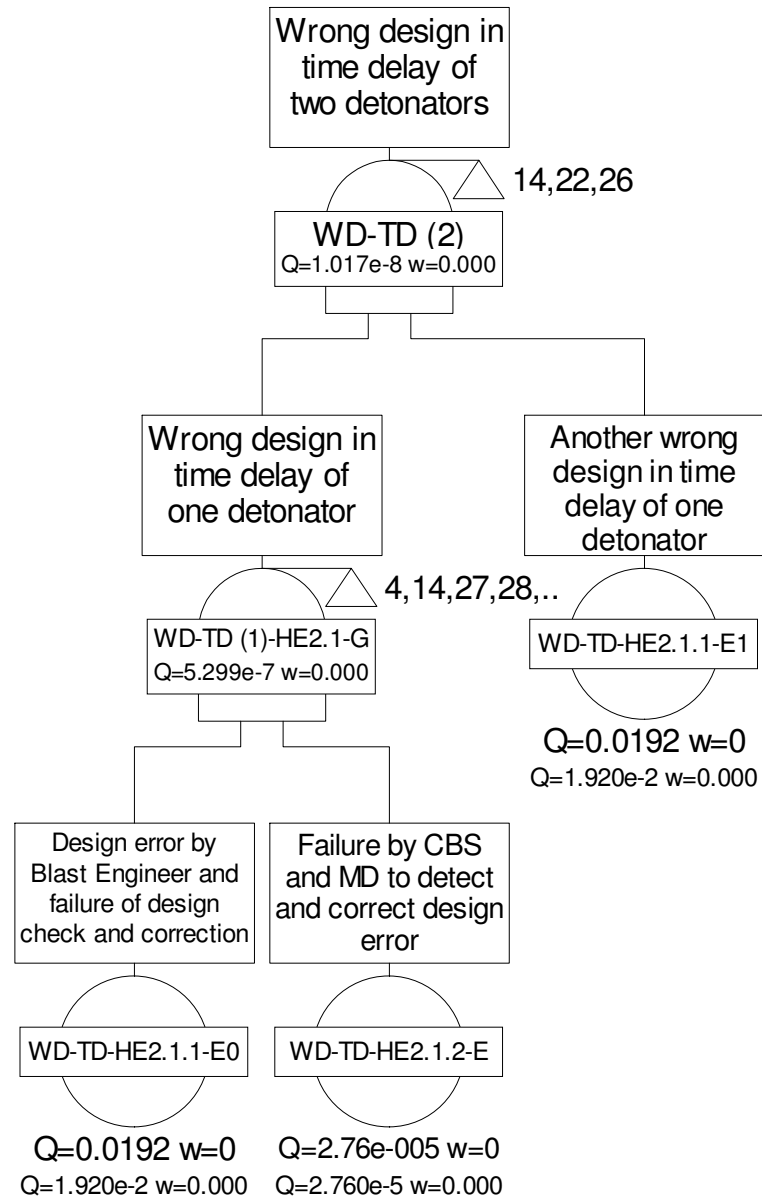 Wrong design in
time delay of
two detonators
14,22,26
WD-TD (2)
Q=1.017e-8 w=0.000
Wrong design in
time delay of
one detonator
4,14,27,28,..
WD-TD (1)-HE2.1-G
Q=5.299e-7 w=0.000
Another wrong
design in time
delay of one
detonator
WD-TD-HE2.1.1-E1
Q=0.0192 w=0
Q=1.920e-2 w=0.000
Design error by
Blast Engineer and
failure of design
check and correction
WD-TD-HE2.1.1-E0
Q=0.0192 w=0
Q=1.920e-2 w=0.000
Failure by CBS
and MD to detect
and correct design
error
WD-TD-HE2.1.2-E
Q=2.76e-005 w=0
Q=2.760e-5 w=0.000